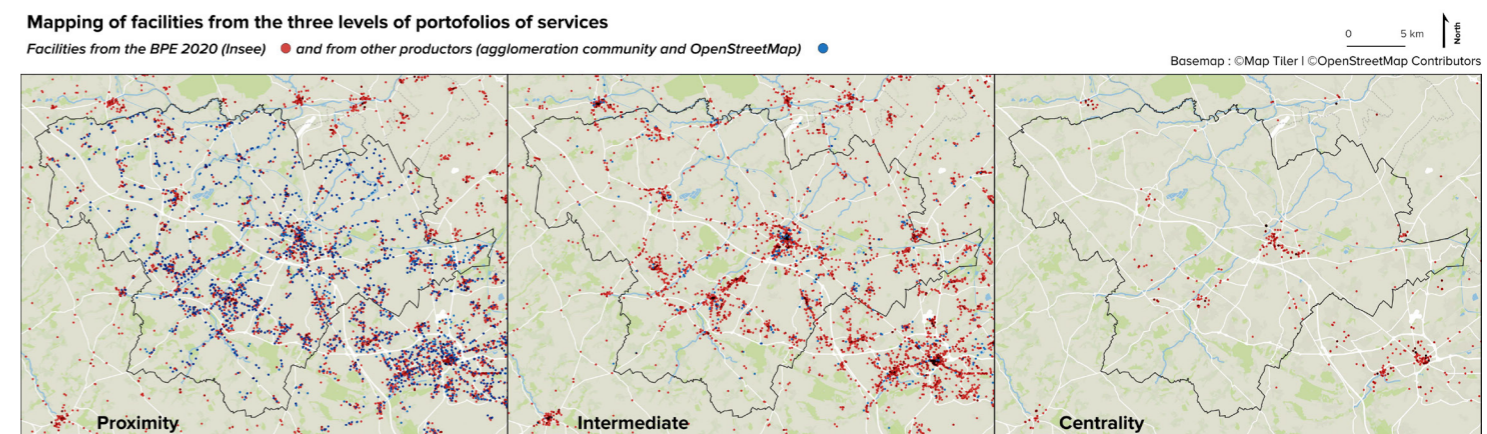 Mapping of facilities from the three levels of portofolios of services
Facilities from the BPE 2020 (Insee) and from other productors (agglomeration community and OpenStreetMap)
0 5 km
North
Basemap : ©Map Tiler I ©OpenStreetMap Contributors
Proximity
Intermediate
Centrality